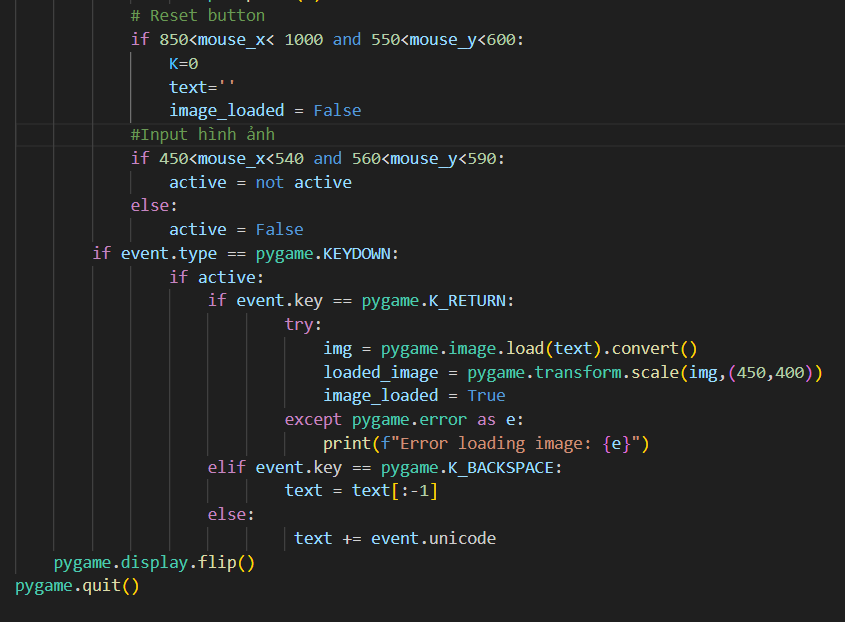 # Reset button
if 850<mouse_x< 1000 and 550<mouse_y<600:
K=0
text=''
image_loaded = False
#Input hình ảnh
if 450<mouse_x<540 and 560<mouse_y<590:
active = not active
else:
active = False
if event.type == pygame.KEYDOWN:
if active:
if event.key == pygame.K_RETURN:
try:
img = pygame.image.load(text).convert()
loaded_image = pygame.transform.scale(img,(450,400))
image_loaded = True
except pygame.error as e:
print(f"Error loading image: {e}")
elif event.key == pygame.K_BACKSPACE:
text = text[:-1]
else:
text += event.unicode
pygame.display.flip()
pygame.quit()